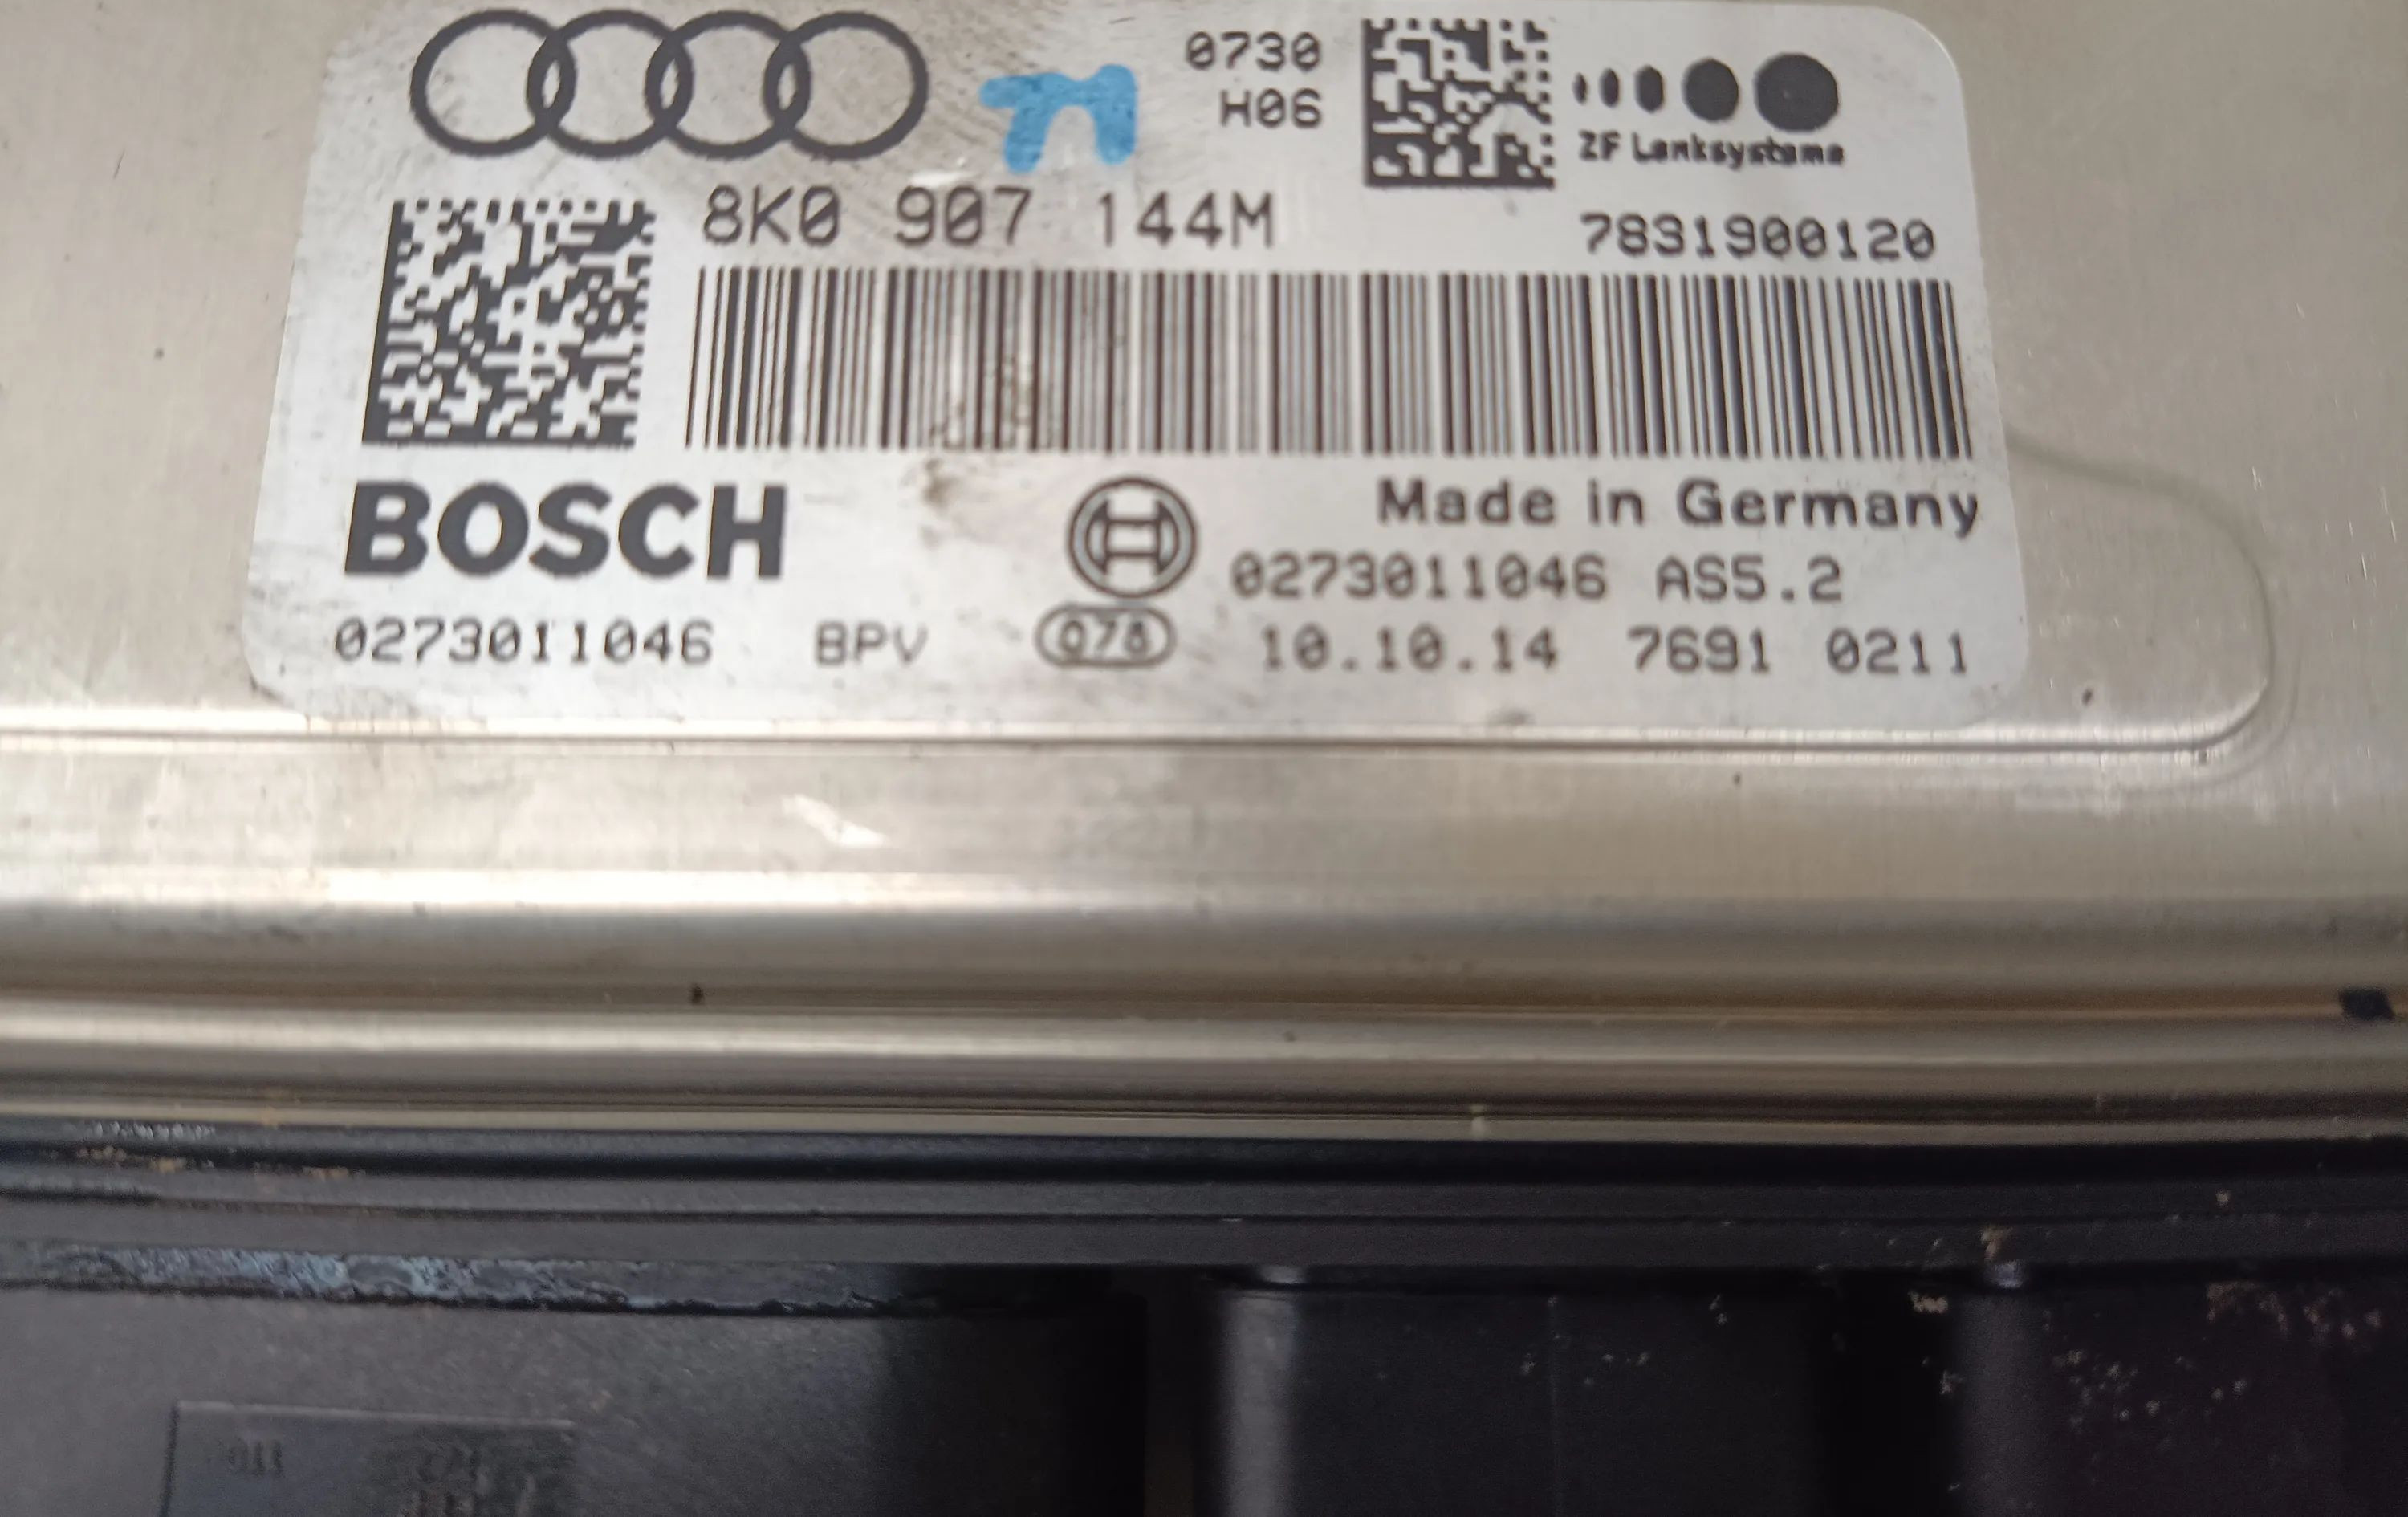 0730
H06
ZF Lenksysteme
8K0 907 144M
7831900120
BOSCH
Made in Germany
0273011046 AS5.2
0273011046 BPV Q78 10.10.14 7691 0211